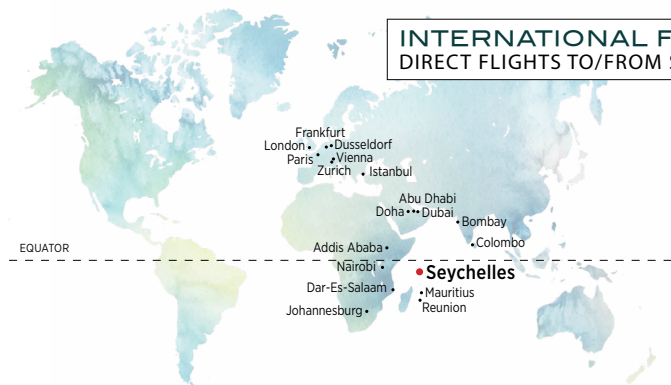 INTERNATIONAL
DIRECT FLIGHTS TO/FROM
Frankfurt
London
Dusseldorf
Paris
Vienna
Zurich
Istanbul
Abu Dhabi
Doha
Dubai
Bombay
Colombo
EQUATOR
Addis Ababa
Nairobi
Seychelles
Dar-Es-Salaam
Mauritius
Reunion
Johannesburg